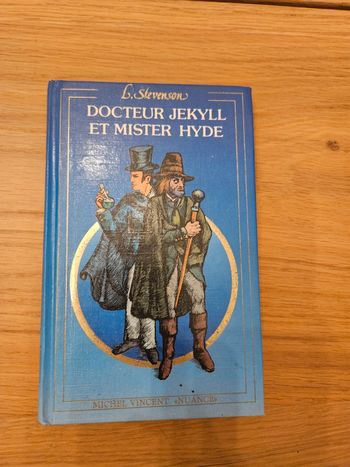 L. Stevenson
DOCTEUR JEKYLL
ET MISTER HYDE
MICHEL VINCENT «NUANCE»